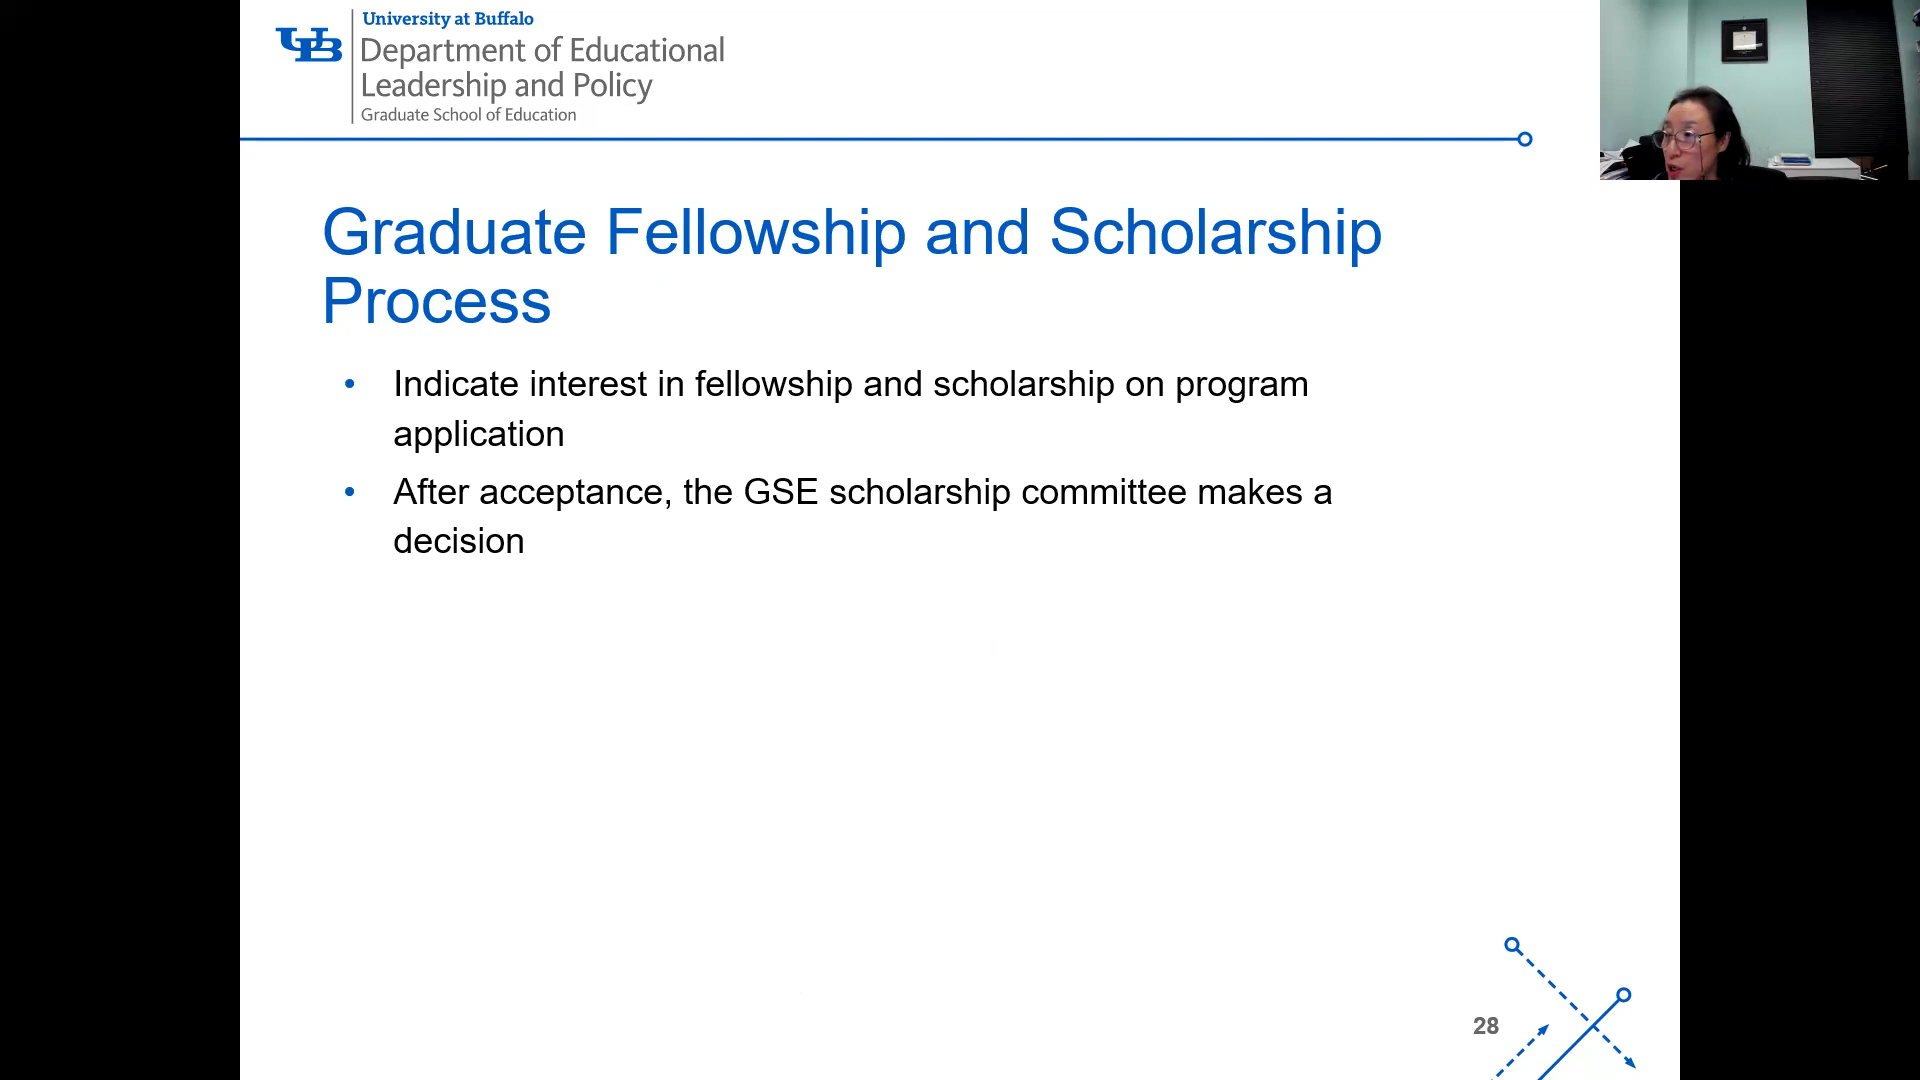 University at Buffalo
UB
Department of Educational
Leadership and Policy
Graduate School of Education
Graduate Fellowship and Scholarship
Process
• Indicate interest in fellowship and scholarship on program
application
• After acceptance, the GSE scholarship committee makes a
decision
28